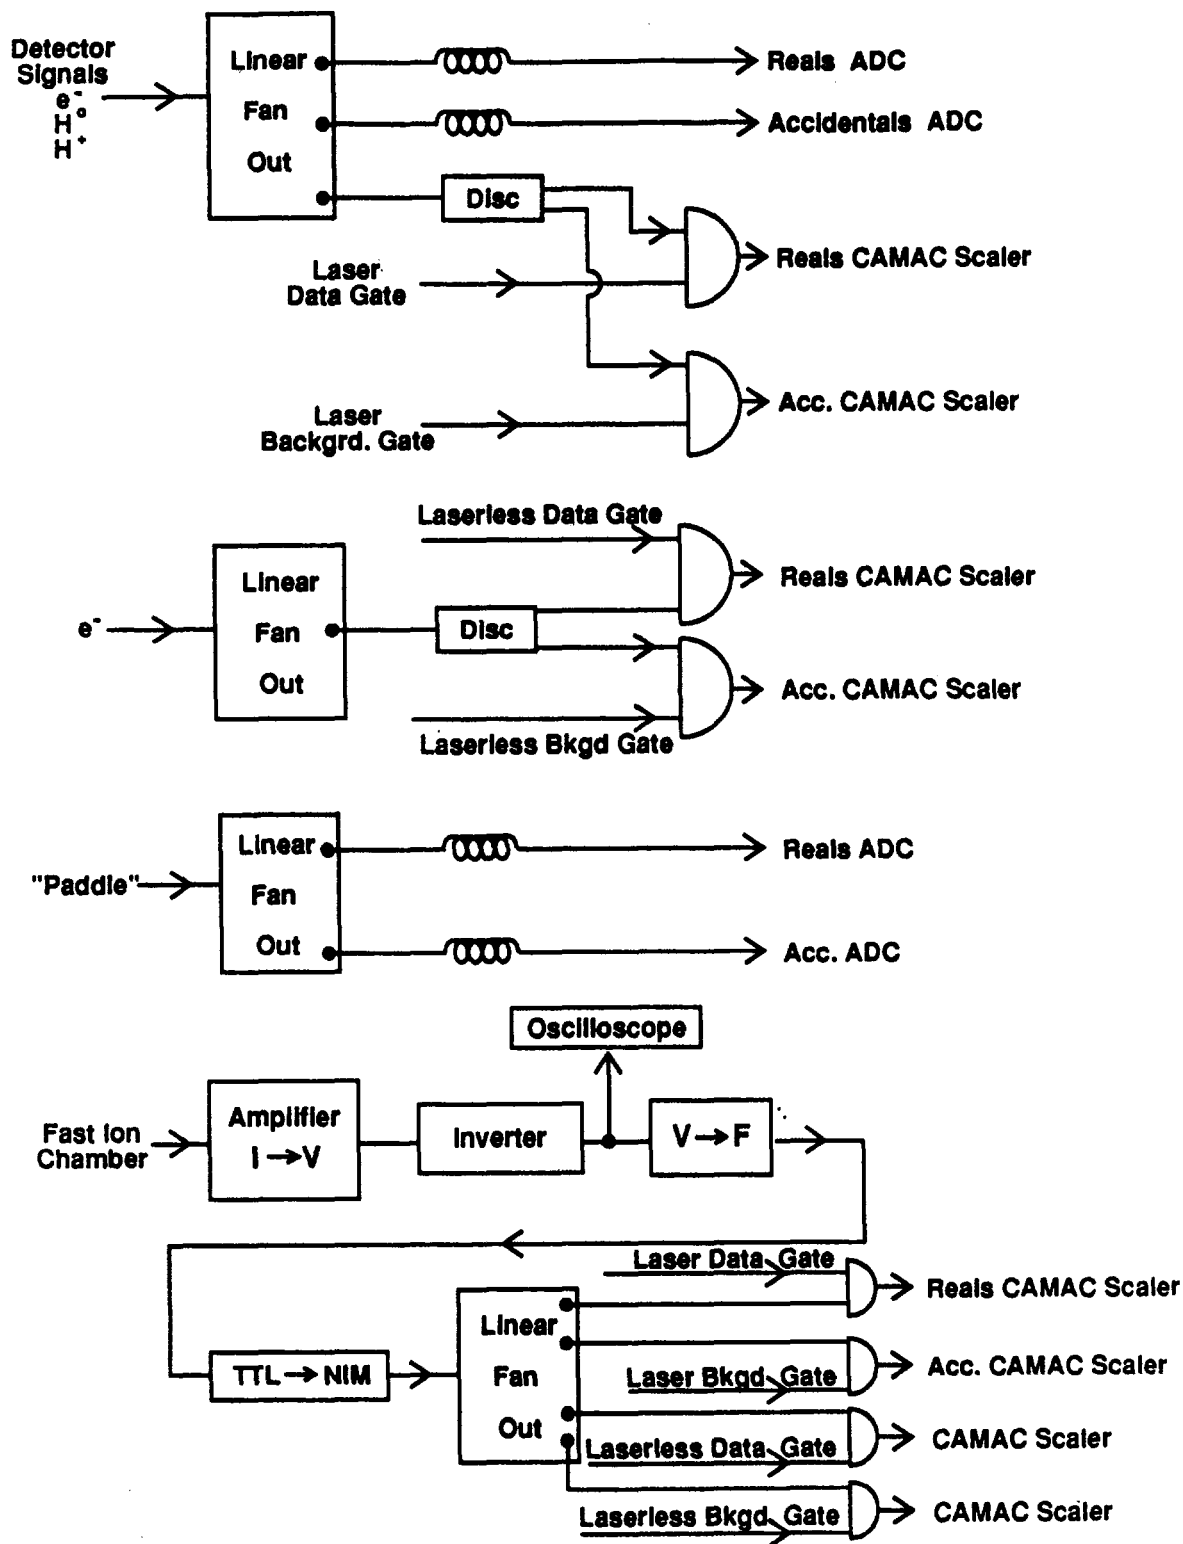 Detector
Signals
e⁻
H°
H⁺
Linear
Fan
Out
Reals ADC
Accidentals ADC
Disc
Laser
Data Gate
Reals CAMAC Scaler
Laser
Backgrd. Gate
Acc. CAMAC Scaler
e⁻
Linear
Fan
Out
Disc
Laserless Data Gate
Reals CAMAC Scaler
Acc. CAMAC Scaler
Laserless Bkgd Gate
"Paddle"
Linear
Fan
Out
Reals ADC
Acc. ADC
Oscilloscope
Fast Ion
Chamber
Amplifier
I → V
Inverter
V → F
TTL → NIM
Linear
Fan
Out
Laser Data Gate
Reals CAMAC Scaler
Laser Bkgd Gate
Acc. CAMAC Scaler
Laserless Data Gate
CAMAC Scaler
Laserless Bkgd Gate
CAMAC Scaler